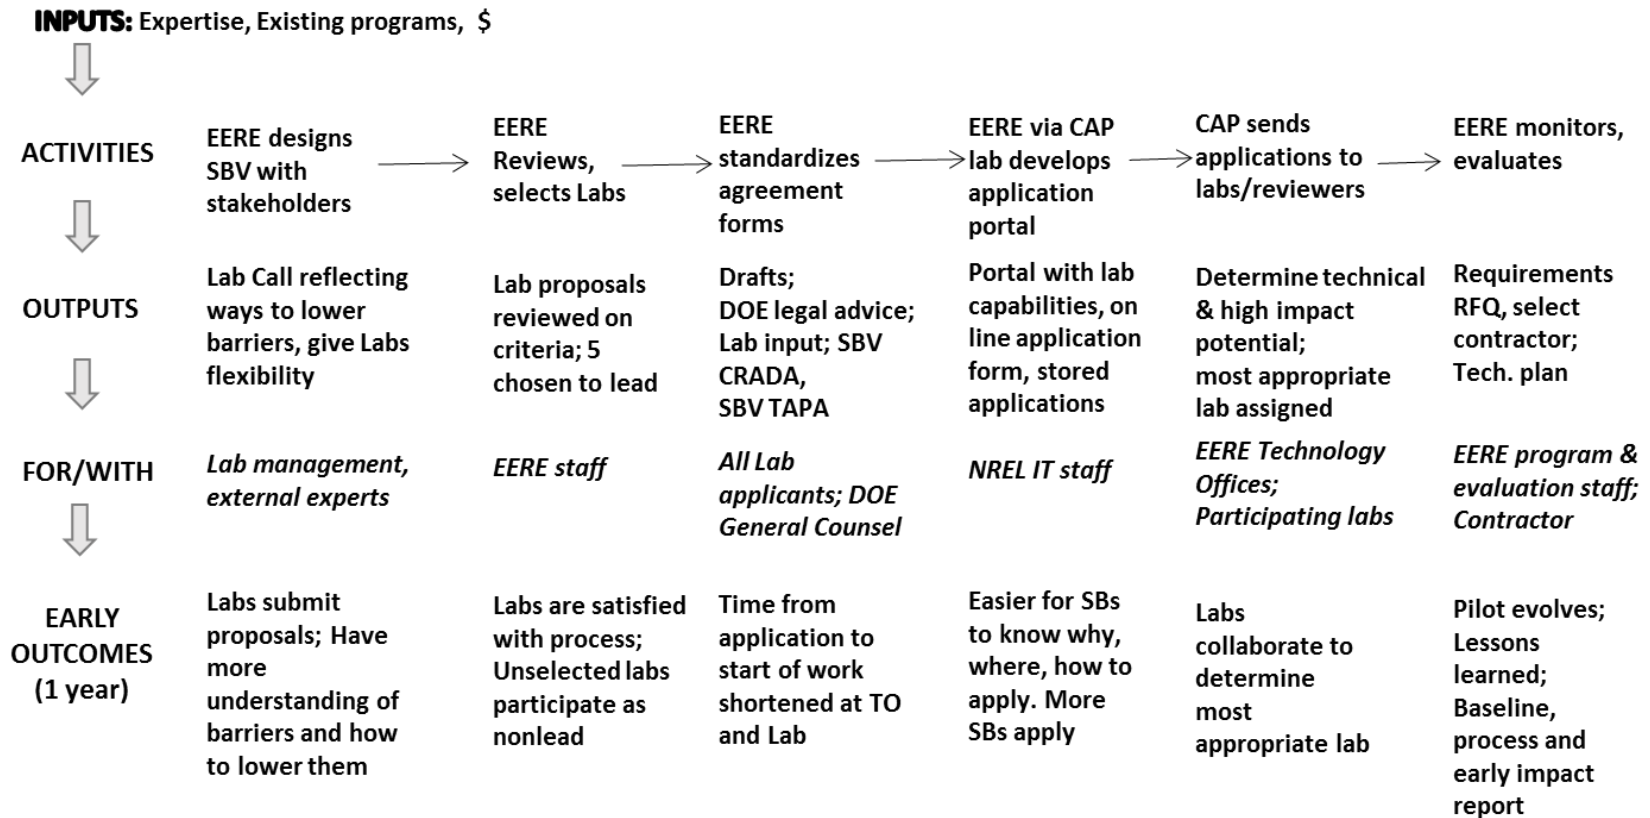 INPUTS: Expertise, Existing programs, $
ACTIVITIES
EERE designs
SBV with
stakeholders
EERE
Reviews,
selects Labs
EERE
standardizes
agreement
forms
EERE via CAP
lab develops
application
portal
CAP sends
applications to
labs/reviewers
EERE monitors,
evaluates
OUTPUTS
Lab Call reflecting
ways to lower
barriers, give Labs
flexibility
Lab proposals
reviewed on
criteria; 5
chosen to lead
Drafts;
DOE legal advice;
Lab input; SBV
CRADA,
SBV TAPA
Portal with lab
capabilities, on
line application
form, stored
applications
Determine technical
& high impact
potential;
most appropriate
lab assigned
Requirements
RFQ, select
contractor;
Tech. plan
FOR/WITH
Lab management,
external experts
EERE staff
All Lab
applicants; DOE
General Counsel
NREL IT staff
EERE Technology
Offices;
Participating labs
EERE program &
evaluation staff;
Contractor
EARLY
OUTCOMES
(1 year)
Labs submit
proposals; Have
more
understanding of
barriers and how
to lower them
Labs are satisfied
with process;
Unselected labs
participate as
nonlead
Time from
application to
start of work
shortened at TO
and Lab
Easier for SBs
to know why,
where, how to
apply. More
SBs apply
Labs
collaborate to
determine
most
appropriate lab
Pilot evolves;
Lessons
learned;
Baseline,
process and
early impact
report